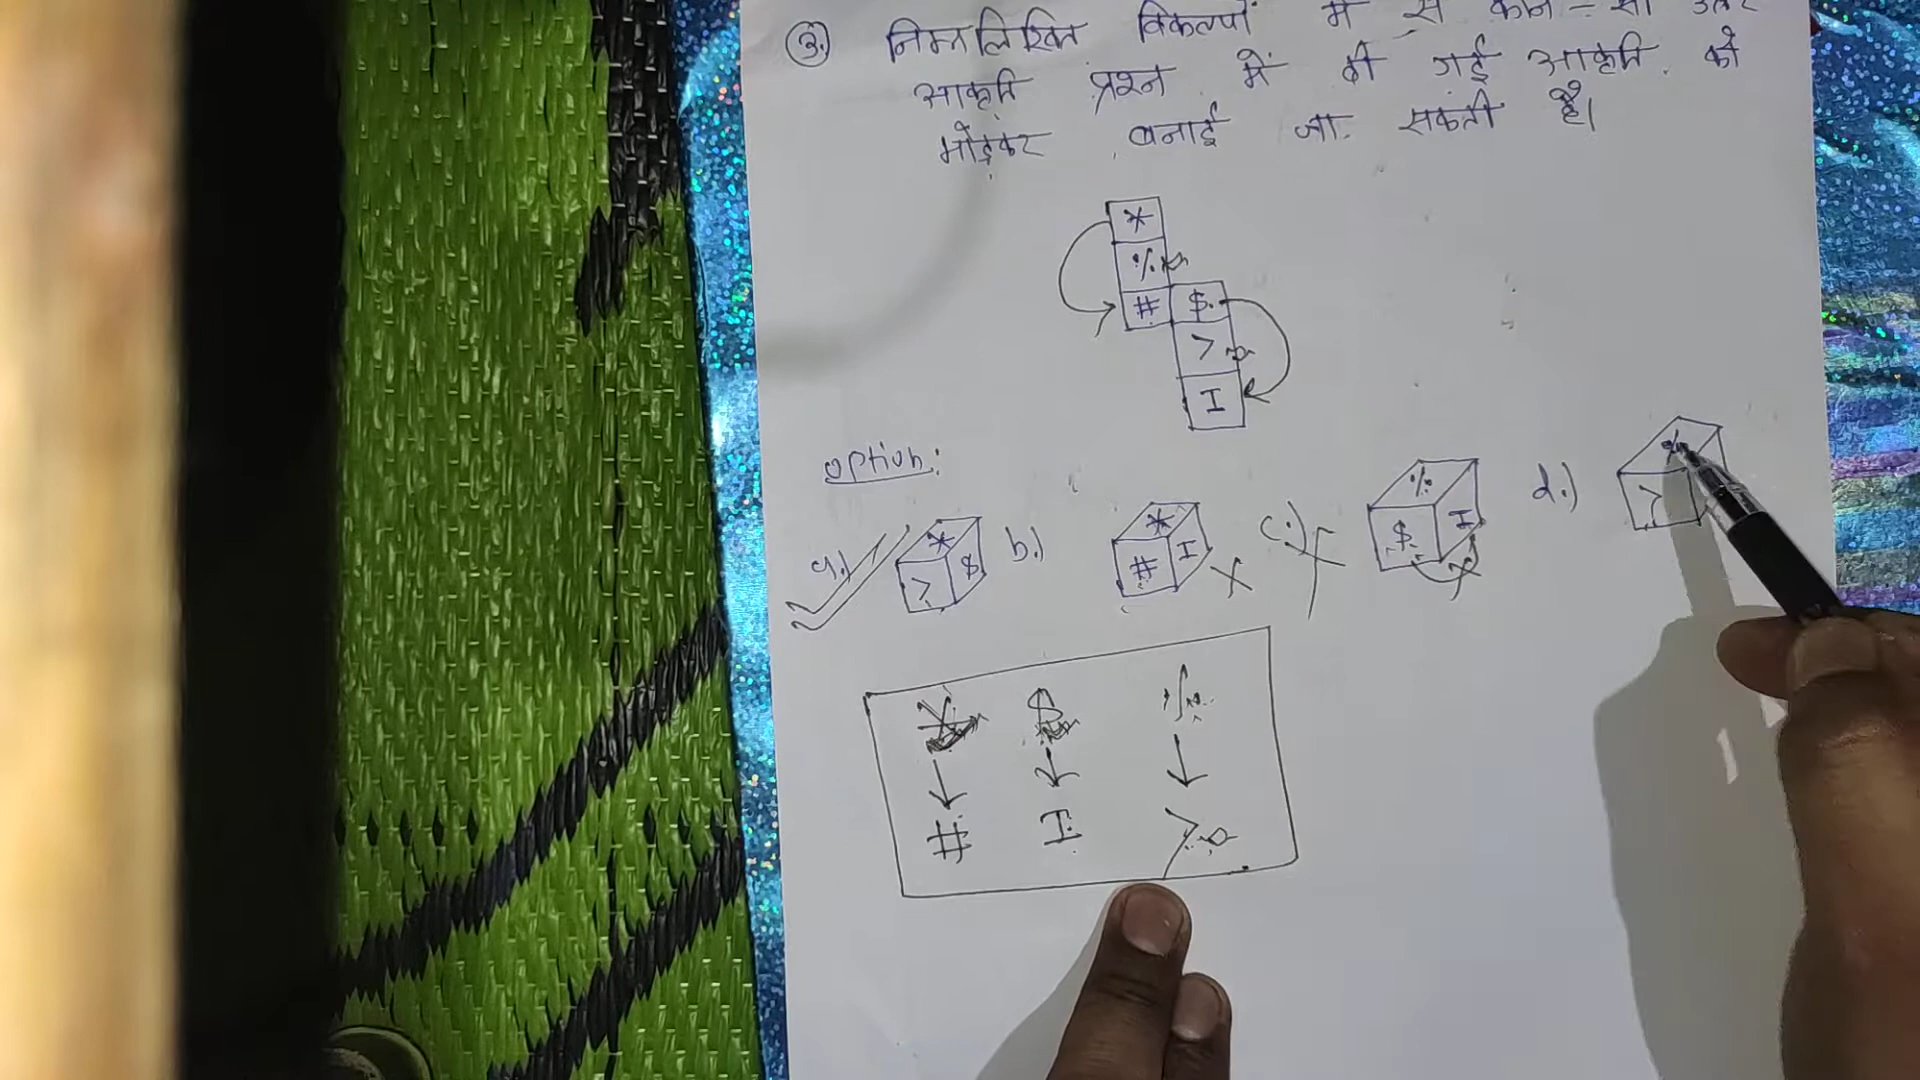 ③ निम्नलिखित विकल्पों में से कौन - सी उत्तर
आकृति प्रश्न में दी गई आकृति को
मोड़कर बनाई जा सकती है।
*
%
# $
>
I
option:
a.) * > $
b.) * # I
c.) % $ I
d.) >
* $ %
↓ ↓ ↓
# I >